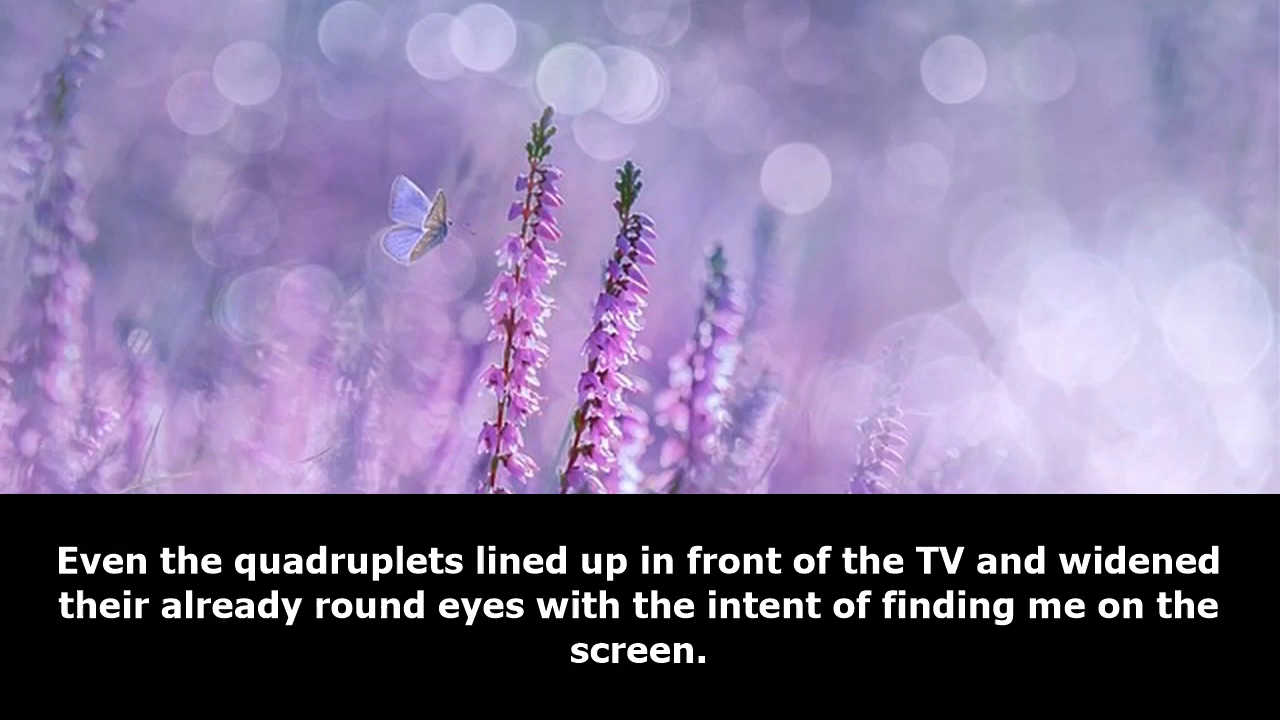 Even the quadruplets lined up in front of the TV and widened
their already round eyes with the intent of finding me on the
screen.